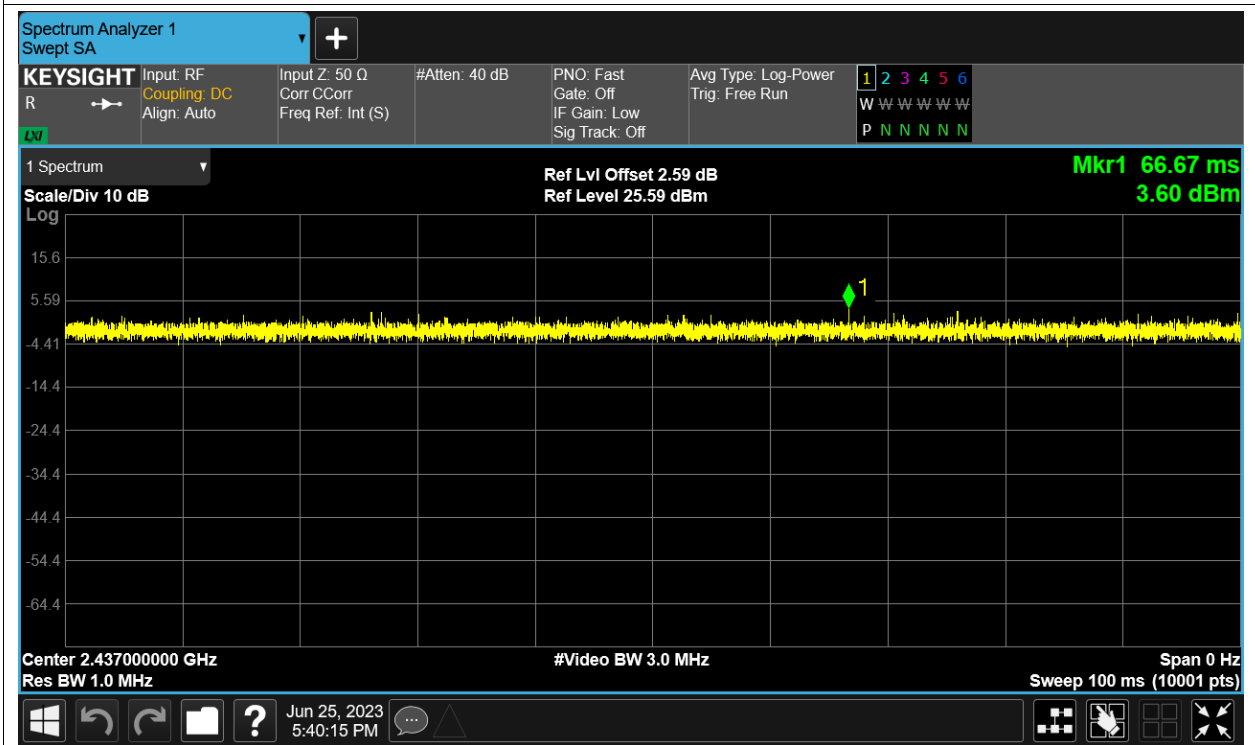 Spectrum Analyzer 1
Swept SA
KEYSIGHT
R
LXI
Input: RF
Coupling: DC
Align: Auto
Input Z: 50 Ω
Corr CCorr
Freq Ref: Int (S)
#Atten: 40 dB
PNO: Fast
Gate: Off
IF Gain: Low
Sig Track: Off
Avg Type: Log-Power
Trig: Free Run
1 2 3 4 5 6
W W W W W W
P N N N N N
1 Spectrum
Scale/Div 10 dB
Ref Lvl Offset 2.59 dB
Ref Level 25.59 dBm
Mkr1 66.67 ms
3.60 dBm
Log
15.6
5.59
-4.41
-14.4
-24.4
-34.4
-44.4
-54.4
-64.4
1
Center 2.437000000 GHz
Res BW 1.0 MHz
#Video BW 3.0 MHz
Span 0 Hz
Sweep 100 ms (10001 pts)
?
Jun 25, 2023
5:40:15 PM